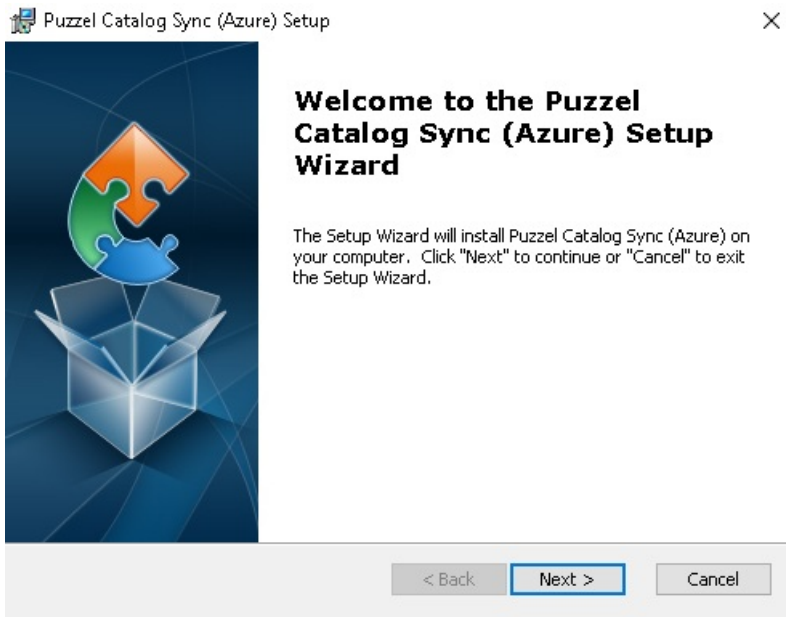 Puzzel Catalog Sync (Azure) Setup
Welcome to the Puzzel
Catalog Sync (Azure) Setup
Wizard
The Setup Wizard will install Puzzel Catalog Sync (Azure) on
your computer. Click "Next" to continue or "Cancel" to exit
the Setup Wizard.
< Back
Next >
Cancel